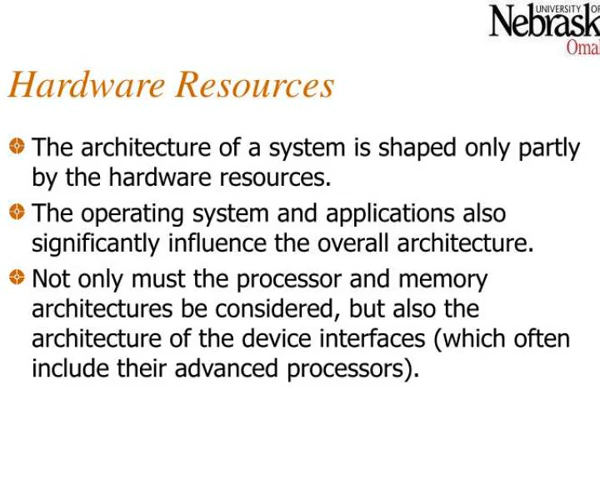 UNIVERSITY OF
Nebrask
Omal
Hardware Resources
The architecture of a system is shaped only partly
by the hardware resources.
The operating system and applications also
significantly influence the overall architecture.
Not only must the processor and memory
architectures be considered, but also the
architecture of the device interfaces (which often
include their advanced processors).